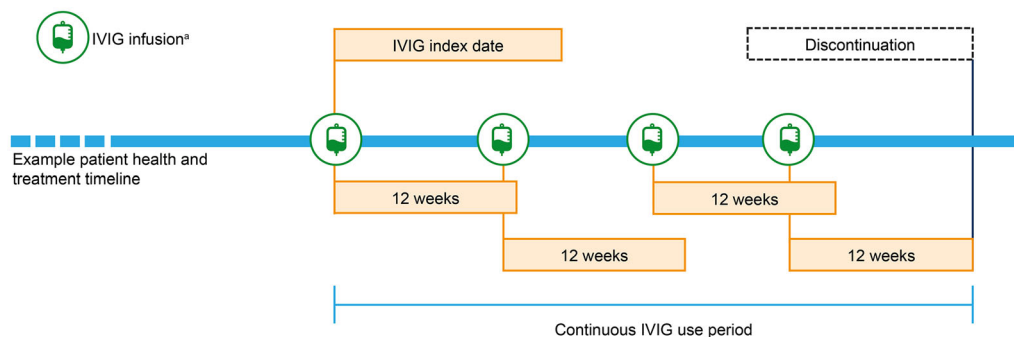 IVIG infusionᵃ
IVIG index date
Discontinuation
Example patient health and
treatment timeline
12 weeks
12 weeks
12 weeks
12 weeks
Continuous IVIG use period